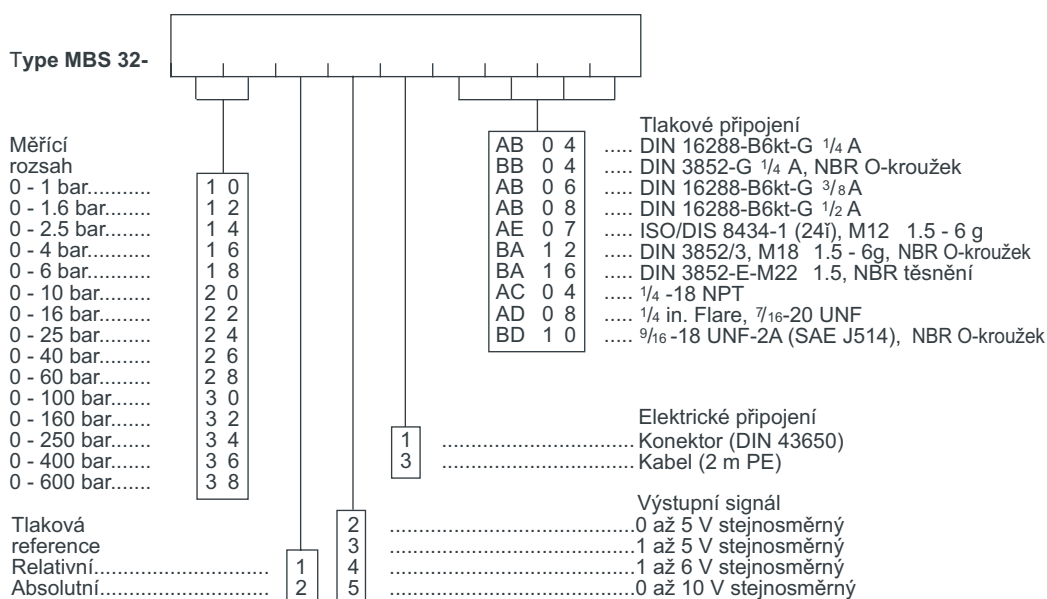 Type MBS 32-
Měřící
rozsah
0 - 1 bar........... 1 0
0 - 1.6 bar........ 1 2
0 - 2.5 bar........ 1 4
0 - 4 bar........... 1 6
0 - 6 bar........... 1 8
0 - 10 bar......... 2 0
0 - 16 bar......... 2 2
0 - 25 bar......... 2 4
0 - 40 bar......... 2 6
0 - 60 bar......... 2 8
0 - 100 bar....... 3 0
0 - 160 bar....... 3 2
0 - 250 bar....... 3 4
0 - 400 bar....... 3 6
0 - 600 bar....... 3 8
Tlakové připojení
AB 0 4 ..... DIN 16288-B6kt-G 1/4 A
BB 0 4 ..... DIN 3852-G 1/4 A, NBR O-kroužek
AB 0 6 ..... DIN 16288-B6kt-G 3/8 A
AB 0 8 ..... DIN 16288-B6kt-G 1/2 A
AE 0 7 ..... ISO/DIS 8434-1 (24ĭ), M12 1.5 - 6 g
BA 1 2 ..... DIN 3852/3, M18 1.5 - 6g, NBR O-kroužek
BA 1 6 ..... DIN 3852-E-M22 1.5, NBR těsnění
AC 0 4 ..... 1/4 -18 NPT
AD 0 8 ..... 1/4 in. Flare, 7/16-20 UNF
BD 1 0 ..... 9/16 -18 UNF-2A (SAE J514), NBR O-kroužek
Elektrické připojení
1 ................................. Konektor (DIN 43650)
3 ................................. Kabel (2 m PE)
Výstupní signál
2 ..........................................0 až 5 V stejnosměrný
3 ..........................................1 až 5 V stejnosměrný
4 ..........................................1 až 6 V stejnosměrný
5 ..........................................0 až 10 V stejnosměrný
Tlaková
reference
Relativní.............................. 1
Absolutní............................. 2